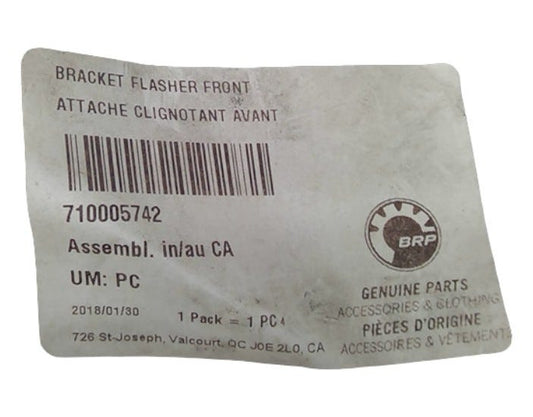 BRACKET FLASHER FRONT
ATTACHE CLIGNOTANT AVANT
710005742
Assembl. in/au CA
UM: PC
2018/01/30 1 Pack = 1 PC
726 St-Joseph, Valcourt, QC J0E 2L0, CA
BRP
GENUINE PARTS
ACCESSORIES & CLOTHING
PIÈCES D'ORIGINE
ACCESSOIRES & VÊTEMENT